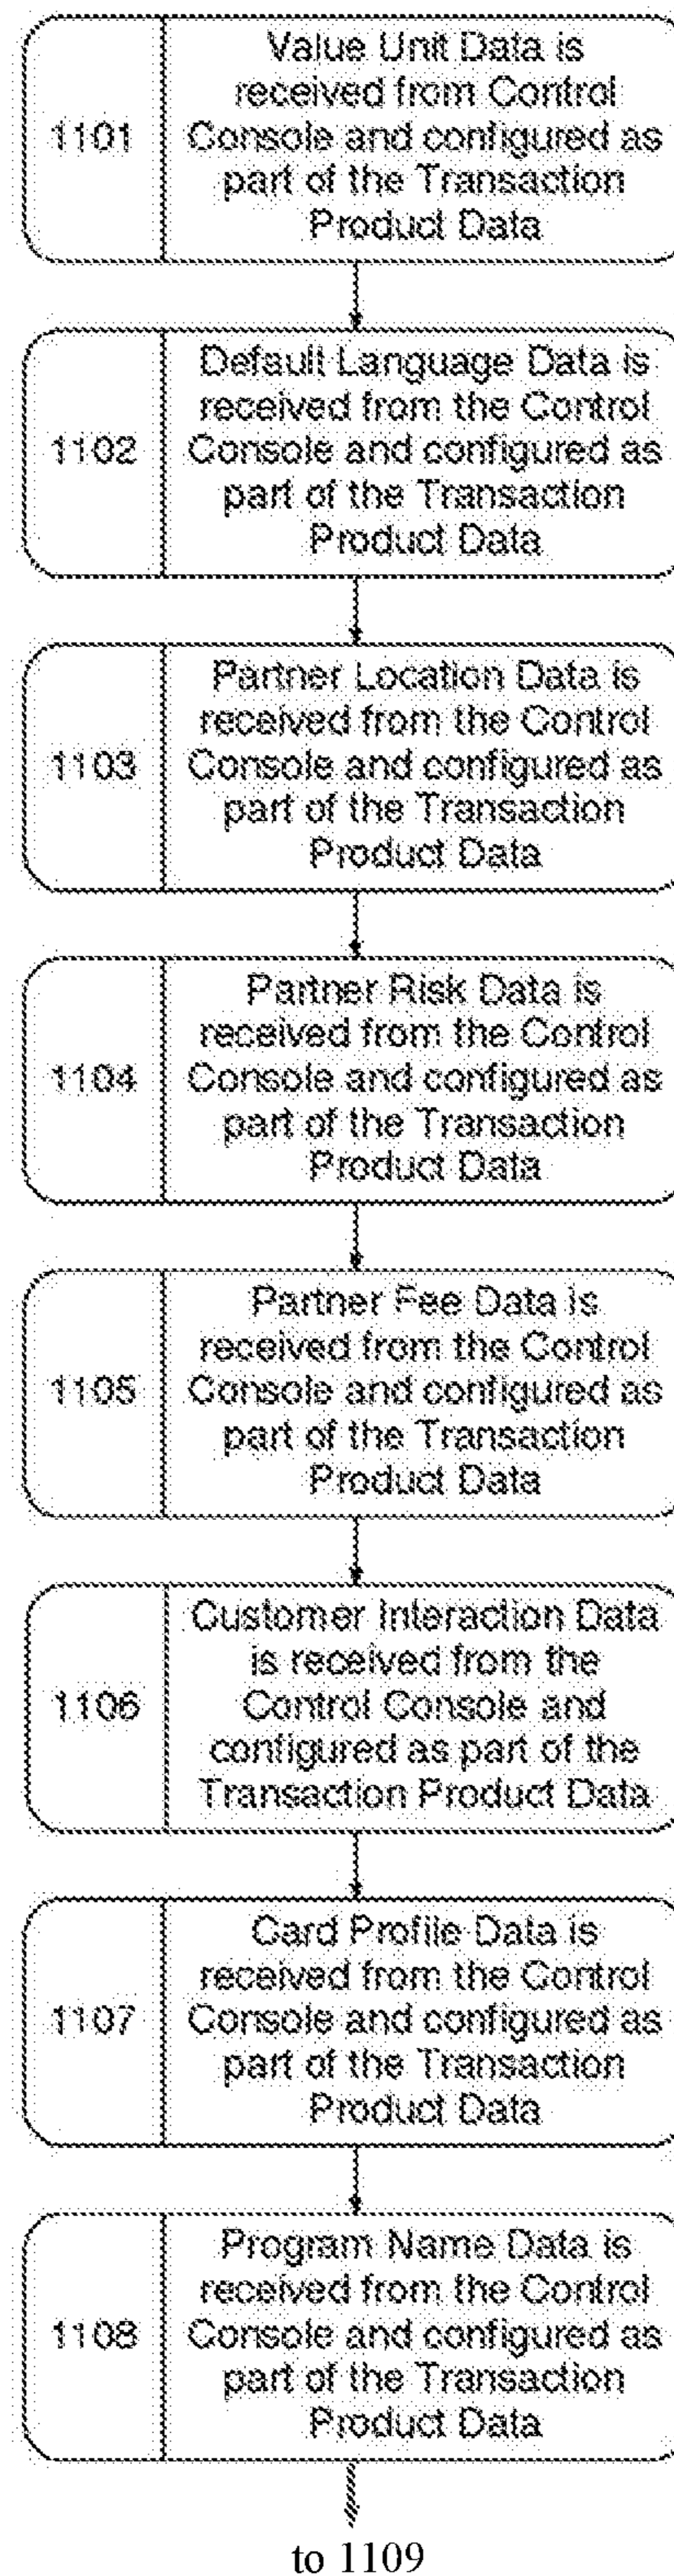 Value Unit Data is
received from Control
1101
Console and configured as
part of the Transaction
Product Data
Default Language Data is
received from the Control
1102
Console and configured as
part of the Transaction
Product Data
Partner Location Data is
received from the Control
1103
Console and configured as
part of the Transaction
Product Data
Partner Risk Data is
received from the Control
1104
Console and configured as
part of the Transaction
Product Data
Partner Fee Data is
received from the Control
1105
Console and configured as
part of the Transaction
Product Data
Customer Interaction Data
is received from the
1106
Control Console and
configured as part of the
Transaction Product Data
Card Profile Data is
received from the Control
1107
Console and configured as
part of the Transaction
Product Data
Program Name Data is
received from the Control
1108
Console and configured as
part of the Transaction
Product Data
to 1109